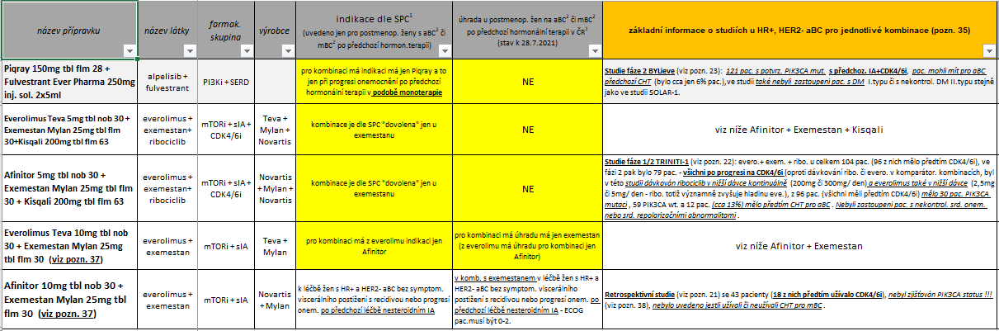 název přípravku
název látky
farmak.
skupina
výrobce
indikace dle SPC1
(uvedeno jen pro postmenop. ženy s aBC2 či
mBC2 po předchozí hormon.terapii)
úhrada u postmenop. žen na aBC2 či mBC2
po předchozí hormonální terapii v ČR1
(stav k 28.7.2021)
základní informace o studiích u HR+, HER2- aBC pro jednotlivé kombinace (pozn. 35)
Piqray 150mg tbl flm 28 +
Fulvestrant Ever Pharma 250mg
inj. sol. 2x5ml
alpelisib +
fulvestrant
PI3Ki + SERD
pro kombinaci má indikaci má jen Piqray a to
jen při progresi onemocnění po předchozí
hormonální terapii v podobě monoterapie
NE
Studie fáze 2 BYLieve (viz pozn. 23): 121 pac. s potvrz. PIK3CA mut. s předchoz. IA+CDK4/6i, pac. mohli mít pro aBC
předchozí CHT (bylo cca jen 6% pac.),ve studii také nebyli zastoupeni pac. s DM I.typu či s nekontrol. DM II.typu stejně
jako ve studii SOLAR-1.
Everolimus Teva 5mg tbl nob 30 +
Exemestan Mylan 25mg tbl flm
30+Kisqali 200mg tbl flm 63
everolimus +
exemestan+
ribociclib
mTORi + sIA +
CDK4/6i
Teva +
Mylan +
Novartis
kombinace je dle SPC "dovolena" jen u
exemestanu
NE
viz níže Afinitor + Exemestan + Kisqali
Afinitor 5mg tbl nob 30 +
Exemestan Mylan 25mg tbl flm
30 + Kisqali 200mg tbl flm 63
everolimus +
exemestan+
ribociclib
mTORi + sIA +
CDK4/6i
Novartis
+ Mylan +
Novartis
kombinace je dle SPC "dovolena" jen u
exemestanu
NE
Studie fáze 1/2 TRINITI-1 (viz pozn. 22): evero.+ exem. + ribo. u celkem 104 pac. (96 z nich mělo předtím CDK4/6i), ve
fázi 2 pak bylo 79 pac. - všichni po progresi na CDK4/6i (oproti dávkování ribo. či evero. v komparátor. kombinacích, byl
v této studii dávkován ribociclib v nižší dávce kontinuálně (200mg či 300mg/ den) a everolimus také v nižší dávce (2,5mg
či 5mg/ den - ribo. totiž významně zvyšuje hladinu eve.), z 96 pac. (všichni měli předtím CDK4/6i) mělo 30 pac. PIK3CA
mutaci , 59 PIK3CA wt. a 12 pac. (cca 13%) mělo předtím CHT pro aBC . Nebyli zastoupeni pac. s nekontrol. srd. onem.
nebo srd. repolarizačními abnormalitami .
Everolimus Teva 10mg tbl nob
30 + Exemestan Mylan 25mg
tbl flm 30 (viz pozn. 37)
everolimus +
exemestan
mTORi + sIA
Teva +
Mylan
pro kombinaci má z everolimu indikaci jen
Afinitor
pro kombinaci má úhradu má jen exemestan
(z everolimu má úhradu pro kombinaci jen
Afinitor)
viz níže Afinitor + Exemestan
Afinitor 10mg tbl nob 30 +
Exemestan Mylan 25mg tbl
flm 30 (viz pozn. 37)
everolimus +
exemestan
mTORi + sIA
Novartis
+ Mylan
k léčbě žen s HR+ a HER2- aBC bez symptom.
viscerálního postižení s recidivou nebo progresí
onem. po předchozí léčbě nesteroidním IA
v komb. s exemestanem v léčbě žen s HR+ a
HER2- aBC bez symptom. viscerálního
postižení s recidivou nebo progresí onem. po
předchozí léčbě nesteroidním IA - ECOG
pac.musí být 0-2.
Retrospektivní studie (viz pozn. 21) se 43 pacienty (18 z nich předtím užívalo CDK4/6i), nebyl zjišťován PIK3CA status !!!
(viz pozn. 38), nebylo uvedeno jestli užívali či neužívali CHT pro mBC .